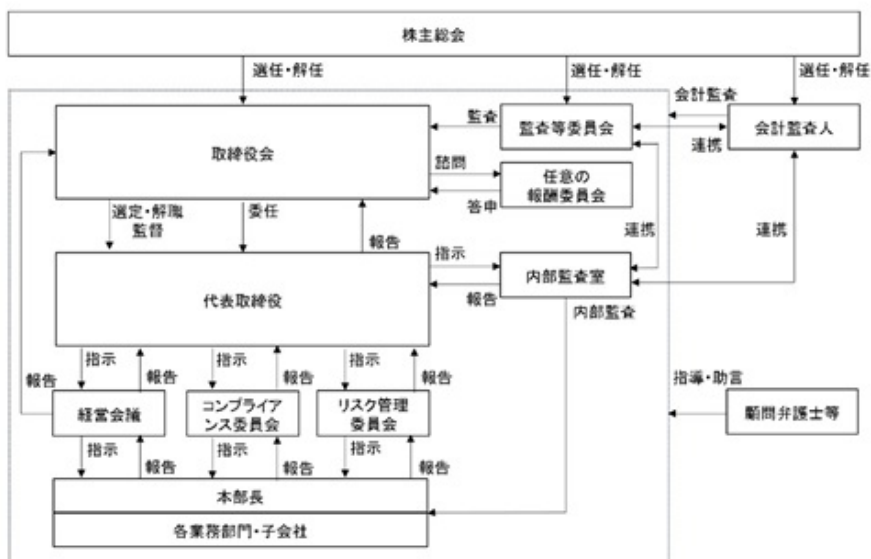 株主総会
選任・解任
選任・解任
選任・解任
会計監査
取締役会
監査
監査等委員会
会計監査人
連携
諮問
任意の
報酬委員会
答申
選定・解職
監督
委任
報告
連携
連携
代表取締役
指示
内部監査室
報告
内部監査
指示
報告
指示
報告
指示
報告
報告
指導・助言
経営会議
コンプライア
ンス委員会
リスク管理
委員会
顧問弁護士等
指示
報告
指示
報告
指示
報告
本部長
各業務部門・子会社